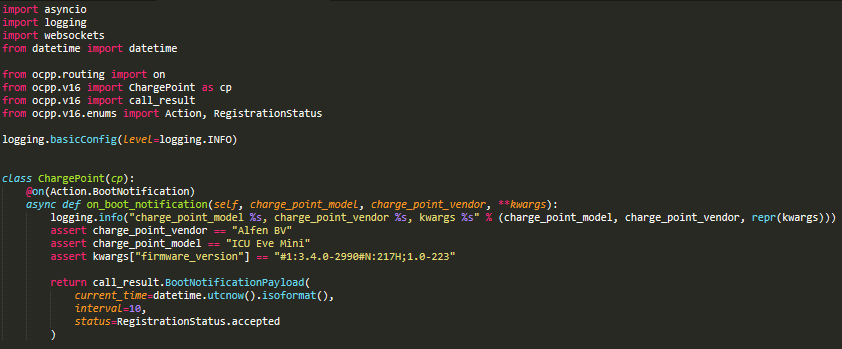 import asyncio
import logging
import websockets
from datetime import datetime

from ocpp.routing import on
from ocpp.v16 import ChargePoint as cp
from ocpp.v16 import call_result
from ocpp.v16.enums import Action, RegistrationStatus

logging.basicConfig(level=logging.INFO)


class ChargePoint(cp):
    @on(Action.BootNotification)
    async def on_boot_notification(self, charge_point_model, charge_point_vendor, **kwargs):
        logging.info("charge_point_model %s, charge_point_vendor %s, kwargs %s" % (charge_point_model, charge_point_vendor, repr(kwargs)))
        assert charge_point_vendor == "Alfen BV"
        assert charge_point_model == "ICU Eve Mini"
        assert kwargs["firmware_version"] == "#1:3.4.0-2990#N:217H;1.0-223"

        return call_result.BootNotificationPayload(
            current_time=datetime.utcnow().isoformat(),
            interval=10,
            status=RegistrationStatus.accepted
        )